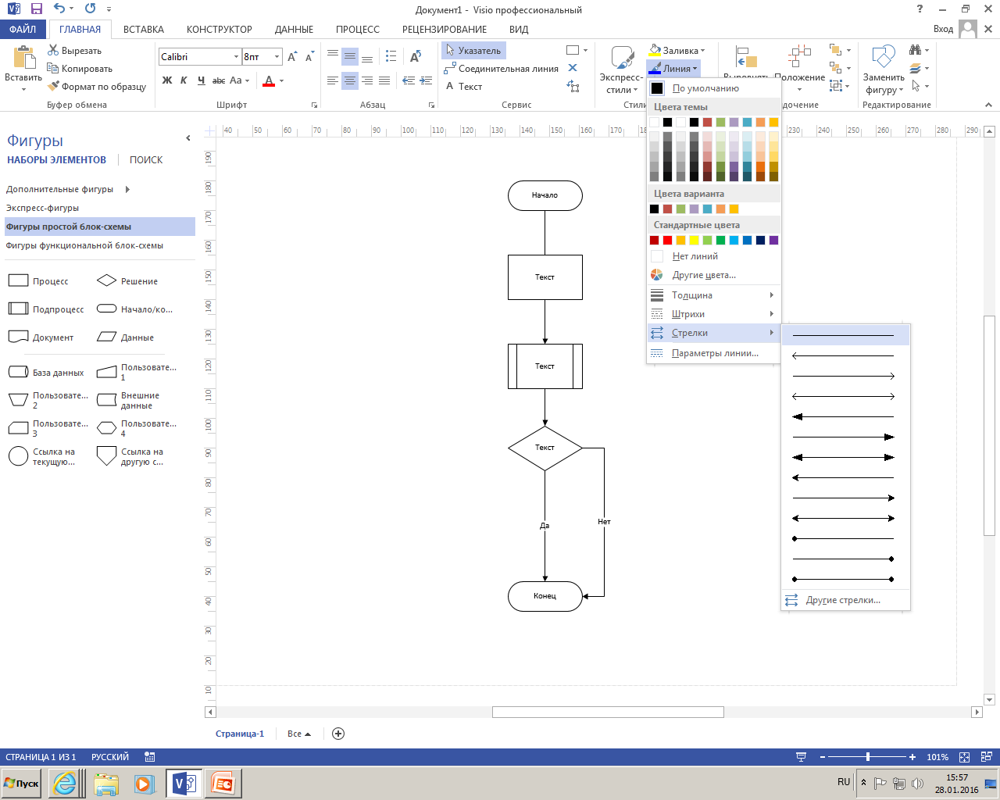 Документ1 - Visio профессиональный
ФАЙЛ ГЛАВНАЯ ВСТАВКА КОНСТРУКТОР ДАННЫЕ ПРОЦЕСС РЕЦЕНЗИРОВАНИЕ ВИД Вход
Вставить
Вырезать
Копировать
Формат по образцу
Буфер обмена
Calibri 8пт
Ж К Ч abc Aa A
Шрифт
Абзац
Указатель
Соединительная линия
A Текст
Сервис
Экспресс-
стили
Заливка
Линия
Положение
Заменить
фигуру
Редактирование
По умолчанию
Цвета темы
Цвета варианта
Стандартные цвета
Нет линий
Другие цвета...
Толщина
Штрихи
Стрелки
Параметры линии...
Другие стрелки...
Фигуры
НАБОРЫ ЭЛЕМЕНТОВ ПОИСК
Дополнительные фигуры
Экспресс-фигуры
Фигуры простой блок-схемы
Фигуры функциональной блок-схемы
Процесс Решение
Подпроцесс Начало/ко...
Документ Данные
База данных Пользовате...
1
Пользовате... Внешние
2 данные
Пользовате... Пользовате...
3 4
Ссылка на Ссылка на
текущую... другую с...
40 50 60 70 80 90 100 110 120 130 140 150 160 170 230 240 250 260 270 280 290
190
180
170
160
150
140
130
120
110
100
90
80
70
60
50
40
30
20
10
Начало
Текст
Текст
Текст
Да
Нет
Конец
Страница-1 Все
СТРАНИЦА 1 ИЗ 1 РУССКИЙ 101%
Пуск RU 15:57
28.01.2016